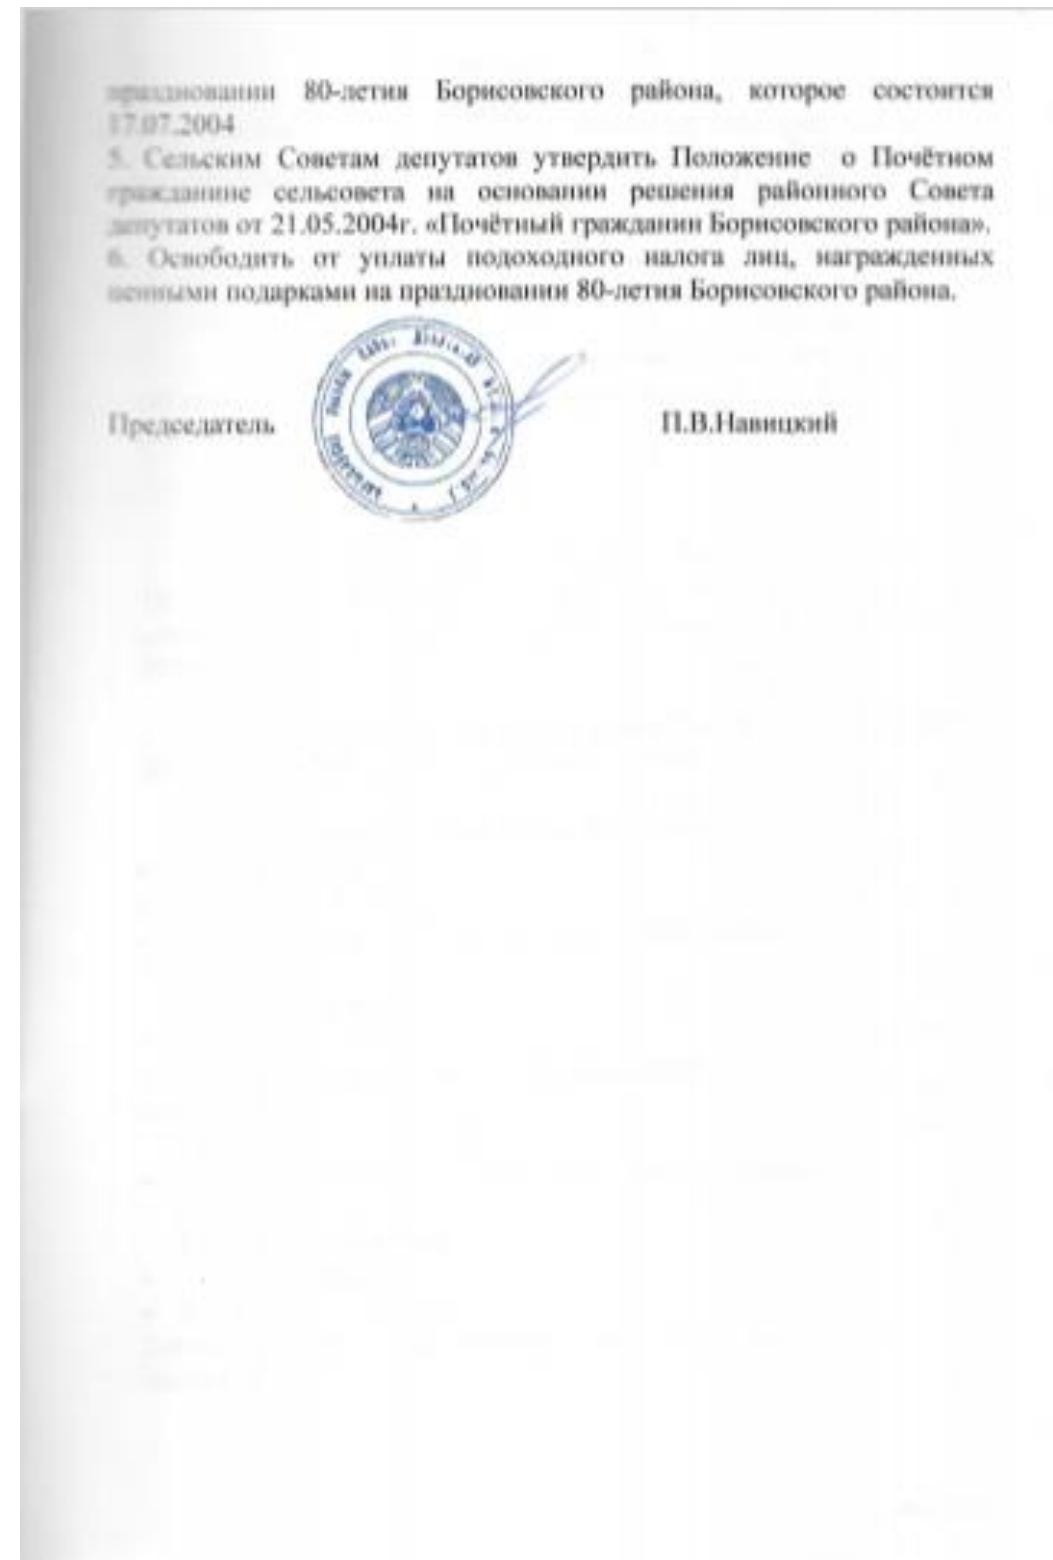 праздновании 80-летия Борисовского района, которое состоится
17.07.2004
5. Сельским Советам депутатов утвердить Положение о Почётном
гражданине сельсовета на основании решения районного Совета
депутатов от 21.05.2004г. «Почётный гражданин Борисовского района».
6. Освободить от уплаты подоходного налога лиц, награжденных
ценными подарками на праздновании 80-летия Борисовского района.
Председатель П.В.Навицкий